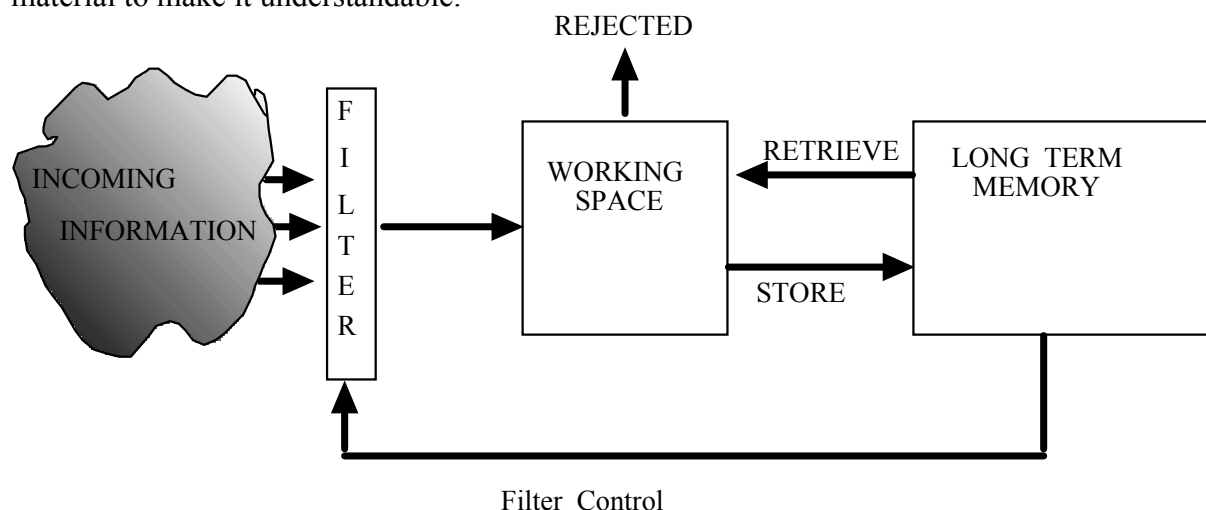 material to make it understandable.
REJECTED
INCOMING
INFORMATION
F
I
L
T
E
R
WORKING
SPACE
RETRIEVE
STORE
LONG TERM
MEMORY
Filter Control